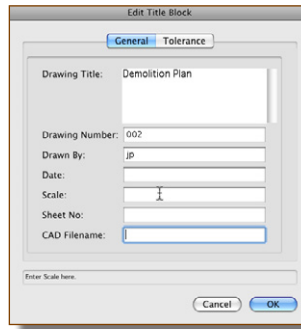 Edit Title Block
General Tolerance
Drawing Title: Demolition Plan
Drawing Number: 002
Drawn By: jp
Date:
Scale:
Sheet No:
CAD Filename:
Enter Scale here.
Cancel OK